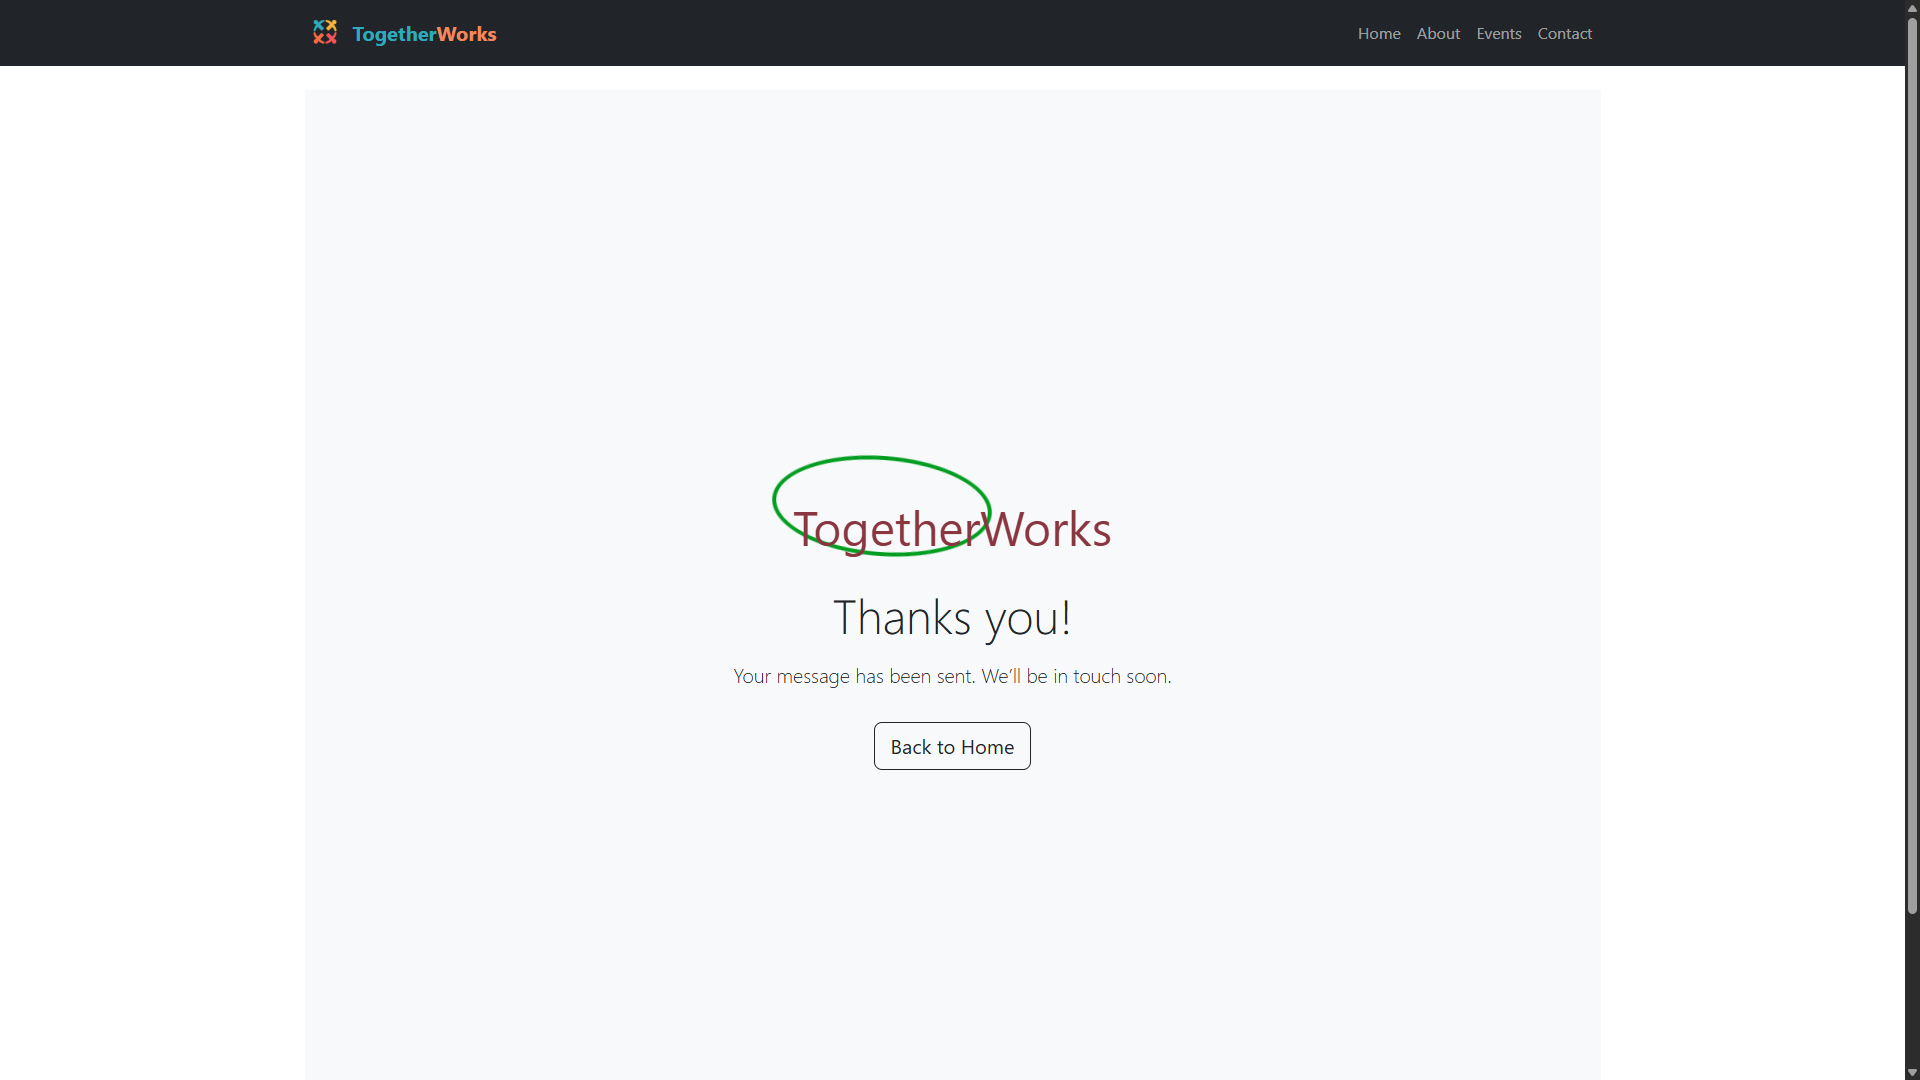 TogetherWorks
Home About Events Contact
TogetherWorks
Thanks you!
Your message has been sent. We'll be in touch soon.
Back to Home